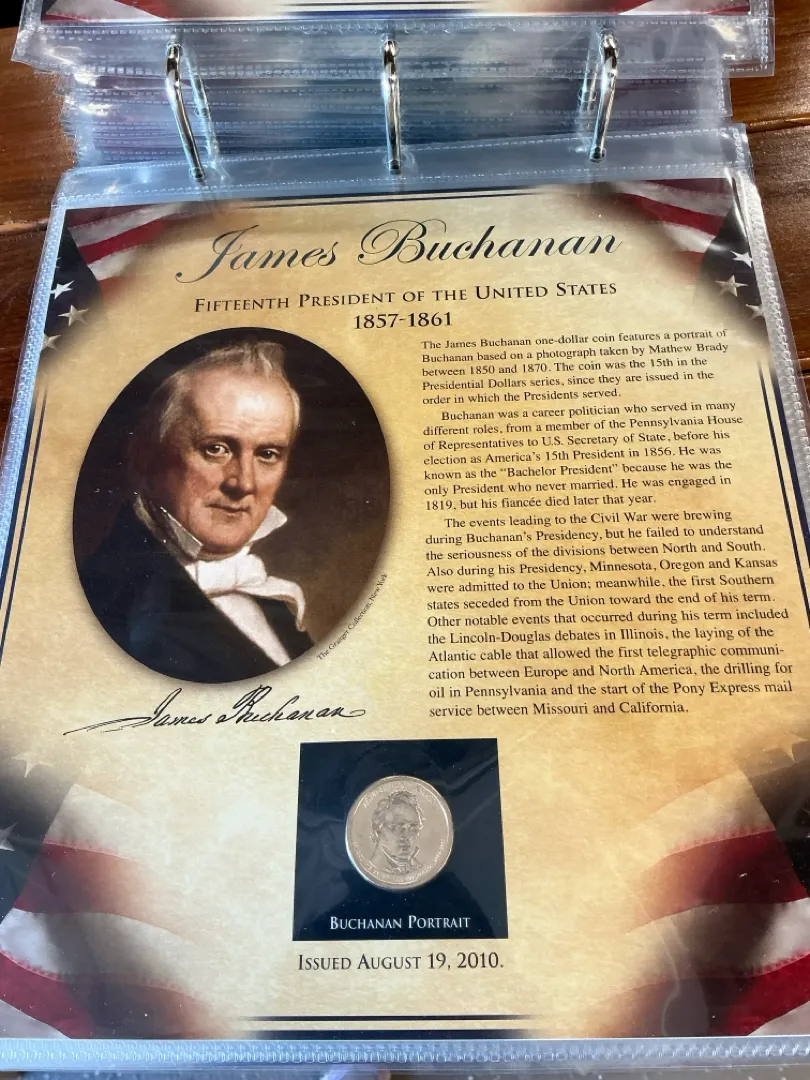 James Buchanan
Fifteenth President of the United States
1857-1861
The James Buchanan one-dollar coin features a portrait of
Buchanan based on a photograph taken by Mathew Brady
between 1850 and 1870. The coin was the 15th in the
Presidential Dollars series, since they are issued in the
order in which the Presidents served.
Buchanan was a career politician who served in many
different roles, from a member of the Pennsylvania House
of Representatives to U.S. Secretary of State, before his
election as America's 15th President in 1856. He was
known as the "Bachelor President" because he was the
only President who never married. He was engaged in
1819, but his fiancée died later that year.
The events leading to the Civil War were brewing
during Buchanan's Presidency, but he failed to understand
the seriousness of the divisions between North and South.
Also during his Presidency, Minnesota, Oregon and Kansas
were admitted to the Union; meanwhile, the first Southern
states seceded from the Union toward the end of his term.
Other notable events that occurred during his term included
the Lincoln-Douglas debates in Illinois, the laying of the
Atlantic cable that allowed the first telegraphic communi-
cation between Europe and North America, the drilling for
oil in Pennsylvania and the start of the Pony Express mail
service between Missouri and California.
The Granger Collection, New York
James Buchanan
Buchanan Portrait
Issued August 19, 2010.